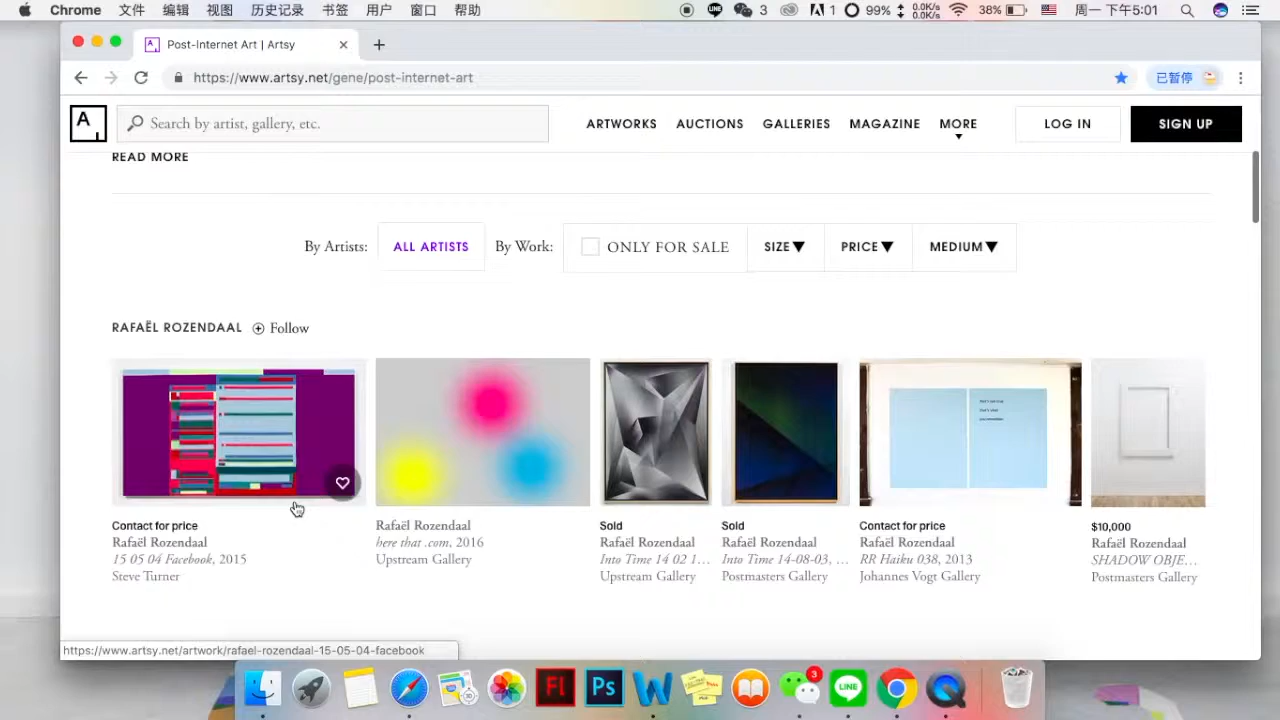 Chrome 文件 编辑 视图 历史记录 书签 用户 窗口 帮助 3 1 99% 0.0K/s 0.0K/s 38% 周一 下午5:01
Post-Internet Art | Artsy
https://www.artsy.net/gene/post-internet-art 已暂停
A Search by artist, gallery, etc. ARTWORKS AUCTIONS GALLERIES MAGAZINE MORE LOG IN SIGN UP
READ MORE
By Artists: ALL ARTISTS By Work: ONLY FOR SALE SIZE▼ PRICE▼ MEDIUM▼
RAFAËL ROZENDAAL Follow
Contact for price
Rafaël Rozendaal
15 05 04 Facebook, 2015
Steve Turner
Rafaël Rozendaal
here that .com, 2016
Upstream Gallery
Sold
Rafaël Rozendaal
Into Time 14 02 1...
Upstream Gallery
Sold
Rafaël Rozendaal
Into Time 14-08-03, ...
Postmasters Gallery
Contact for price
Rafaël Rozendaal
RR Haiku 038, 2013
Johannes Vogt Gallery
$10,000
Rafaël Rozendaal
SHADOW OBJE...
Postmasters Gallery
https://www.artsy.net/artwork/rafael-rozendaal-15-05-04-facebook
Fl Ps W 3 LINE